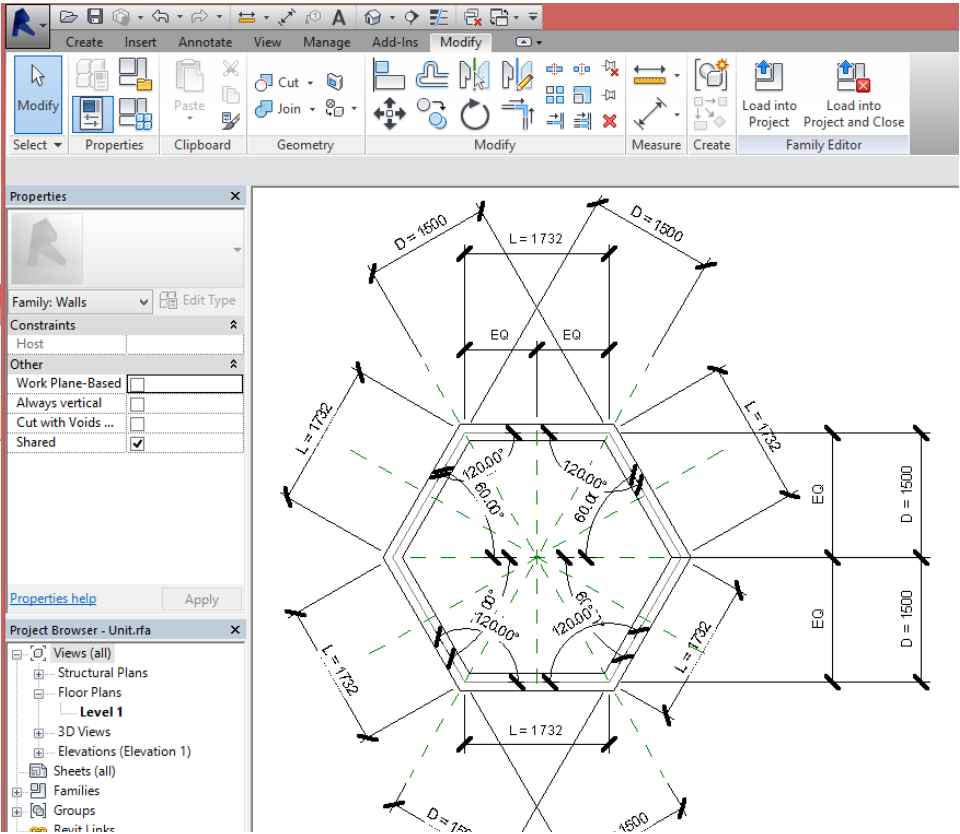 Create Insert Annotate View Manage Add-Ins Modify
Modify
Paste
Cut
Join
Load into Project
Load into Project and Close
Select Properties Clipboard Geometry Modify Measure Create Family Editor
Properties
Family: Walls
Edit Type
Constraints
Host
Other
Work Plane-Based
Always vertical
Cut with Voids ...
Shared
Properties help
Apply
Project Browser - Unit.rfa
Views (all)
Structural Plans
Floor Plans
Level 1
3D Views
Elevations (Elevation 1)
Sheets (all)
Families
Groups
Revit Links
D = 1500
L = 1732
D = 1500
EQ EQ
L = 1732
L = 1732
120.00°
120.00°
60.00°
EQ
D = 1500
120.00°
120.00°
EQ
D = 1500
L = 1732
L = 1732
L = 1732